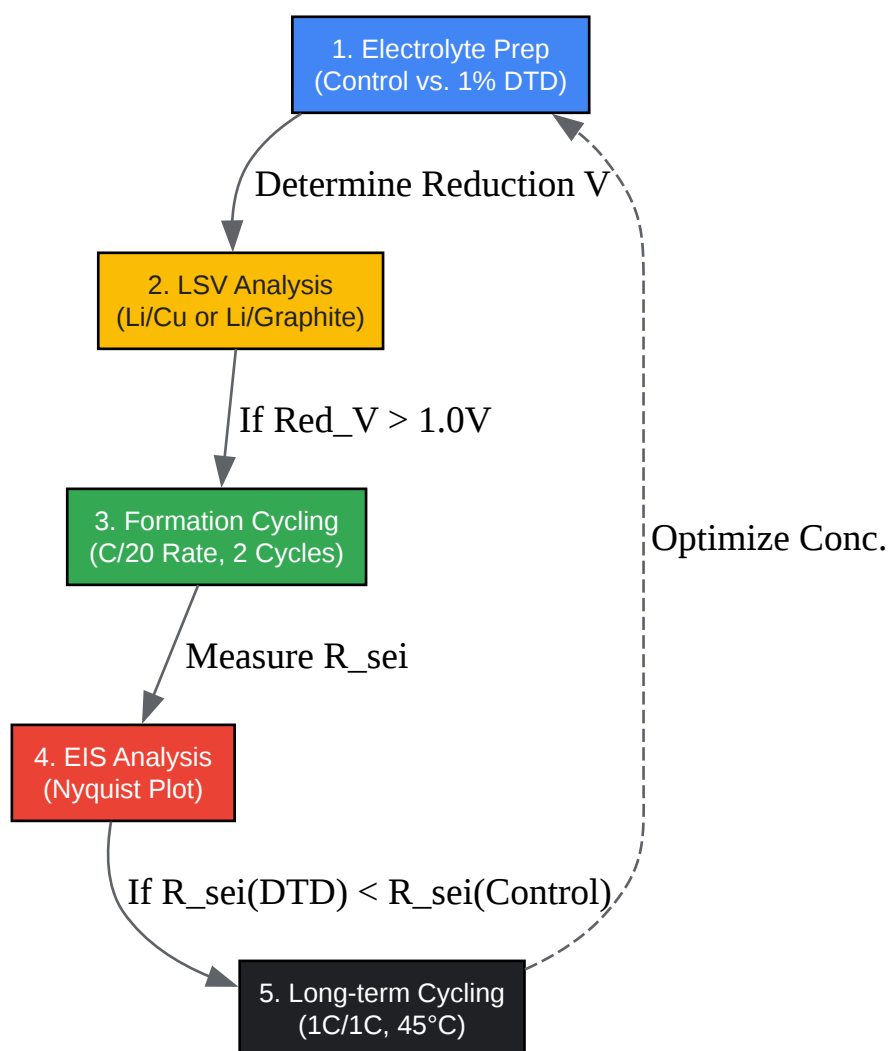 1. Electrolyte Prep
(Control vs. 1% DTD)
Determine Reduction V
2. LSV Analysis
(Li/Cu or Li/Graphite)
If Red_V > 1.0V
3. Formation Cycling
(C/20 Rate, 2 Cycles)
Optimize Conc.
Measure R_sei
4. EIS Analysis
(Nyquist Plot)
If R_sei(DTD) < R_sei(Control)
5. Long-term Cycling
(1C/1C, 45°C)